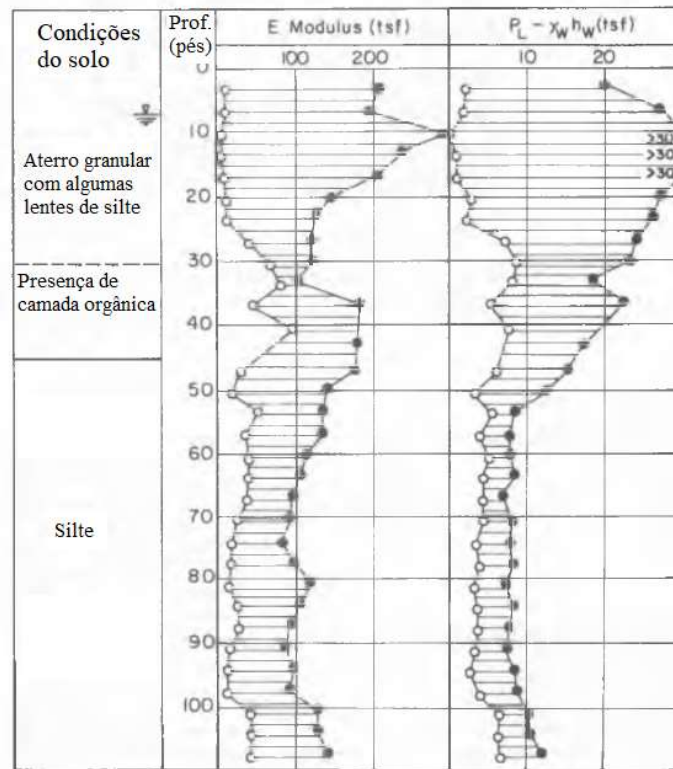 Condições
do solo
Prof.
(pés)
E Modulus (tsf)
P_L – γ_W h_W (tsf)
0
100
200
10
20
10
Aterro granular
com algumas
lentes de silte
>30
>30
>30
20
30
Presença de
camada orgânica
40
50
60
Silte
70
80
90
100